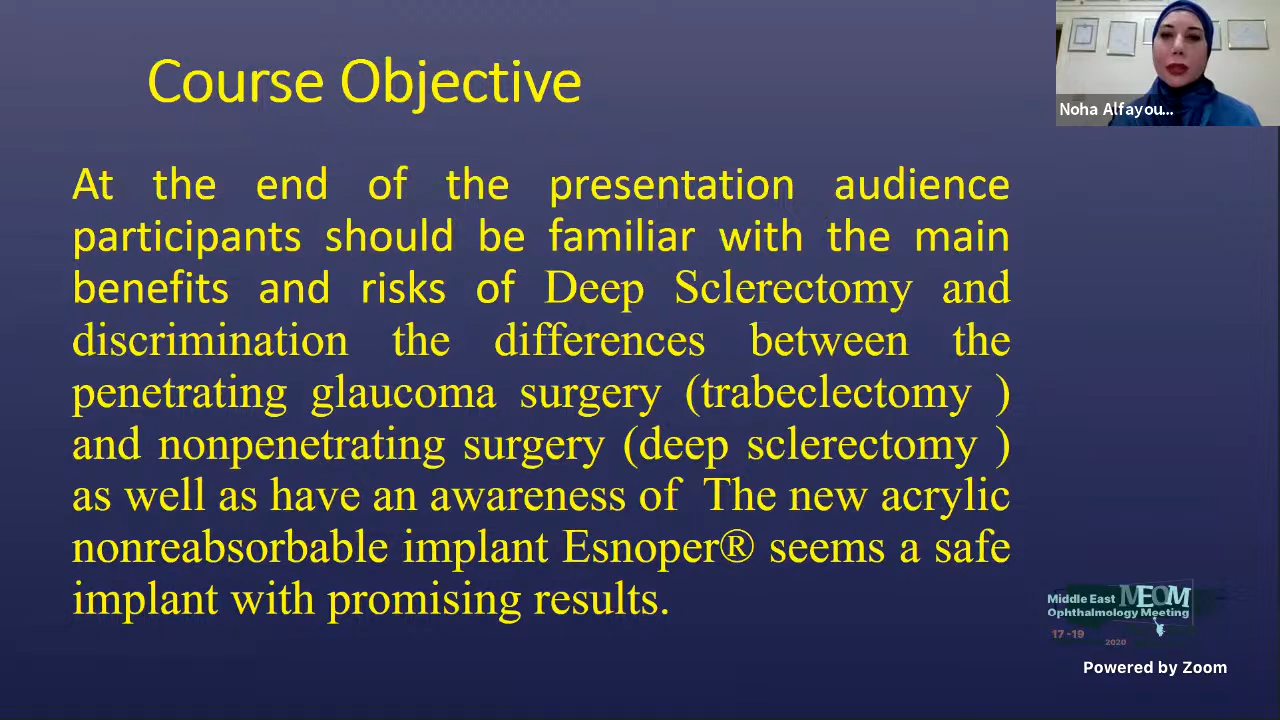 Course Objective
Noha Alfayou...
At the end of the presentation audience
participants should be familiar with the main
benefits and risks of Deep Sclerectomy and
discrimination the differences between the
penetrating glaucoma surgery (trabeclectomy )
and nonpenetrating surgery (deep sclerectomy )
as well as have an awareness of The new acrylic
nonreabsorbable implant Esnoper® seems a safe
implant with promising results.
Middle East MEOM
Ophthalmology Meeting
17 -19
2020
Powered by Zoom